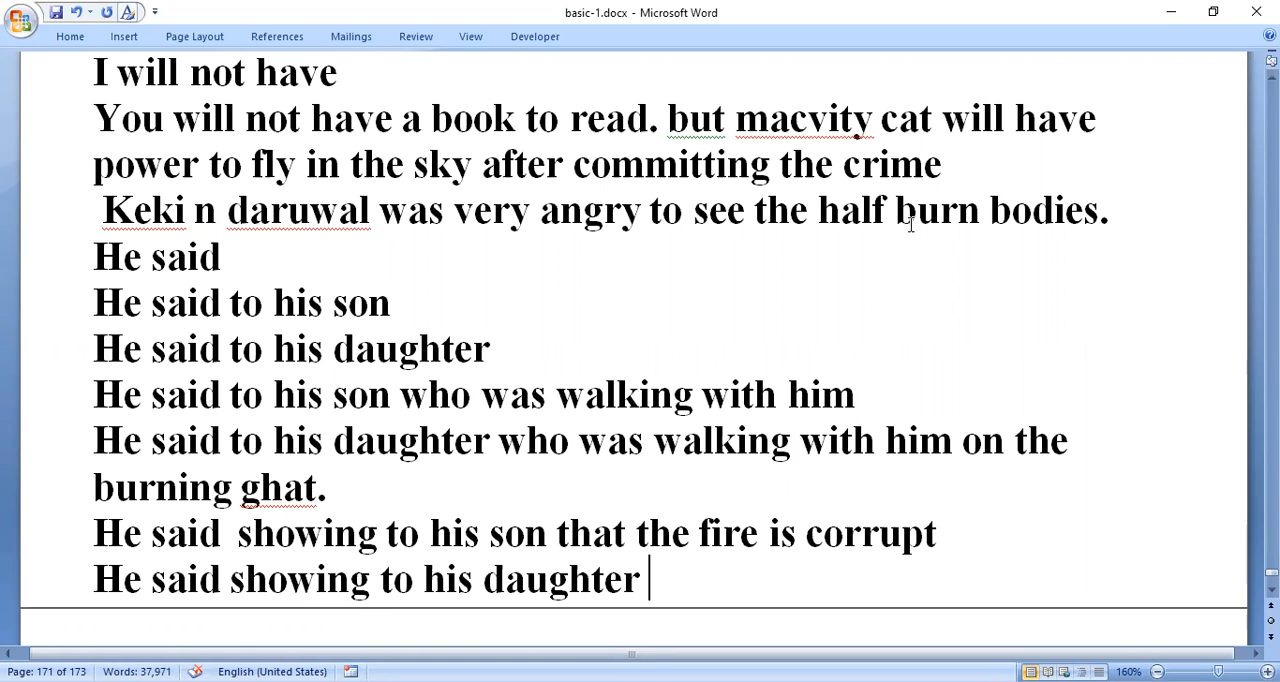 basic-1.docx - Microsoft Word
Home Insert Page Layout References Mailings Review View Developer
I will not have
You will not have a book to read. but macvity cat will have
power to fly in the sky after committing the crime
Keki n daruwal was very angry to see the half burn bodies.
He said
He said to his son
He said to his daughter
He said to his son who was walking with him
He said to his daughter who was walking with him on the
burning ghat.
He said  showing to his son that the fire is corrupt
He said showing to his daughter
Page: 171 of 173 Words: 37,971 English (United States) 160%